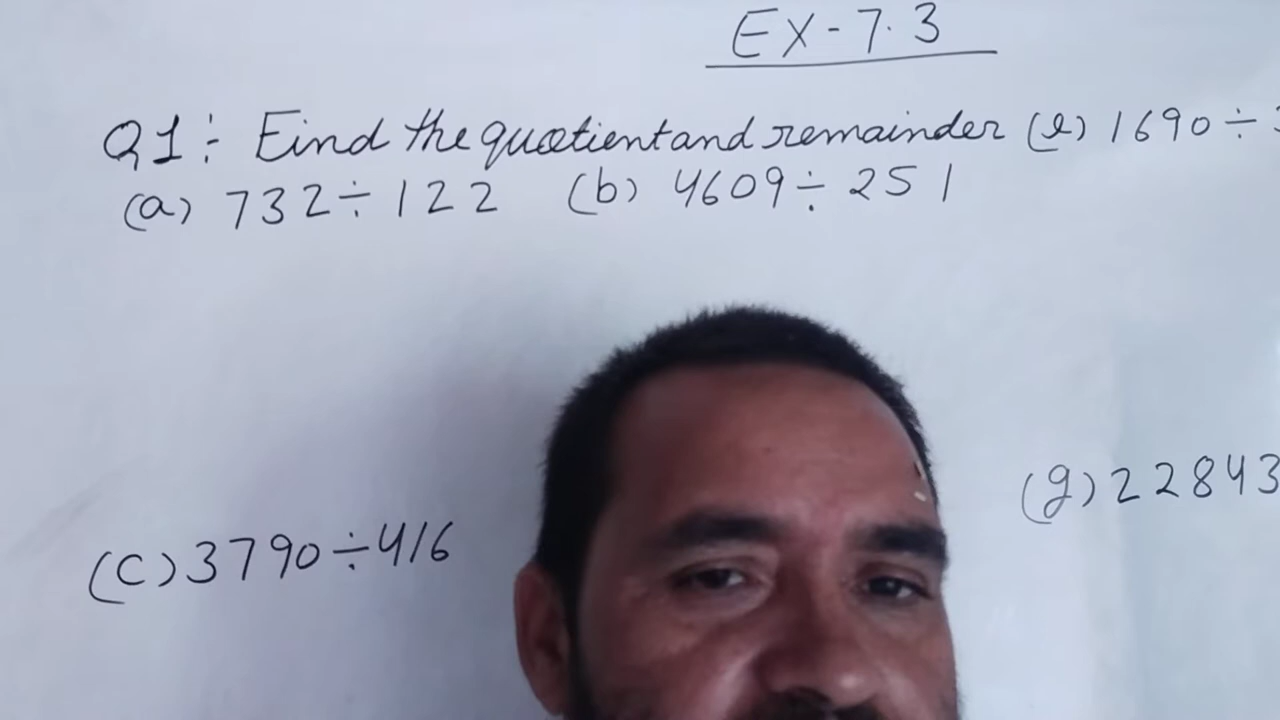 EX-7.3
Q1:- Find the quotient and remainder (e) 1690÷
(a) 732÷122 (b) 4609÷251
(g) 22843
(C) 3790÷416